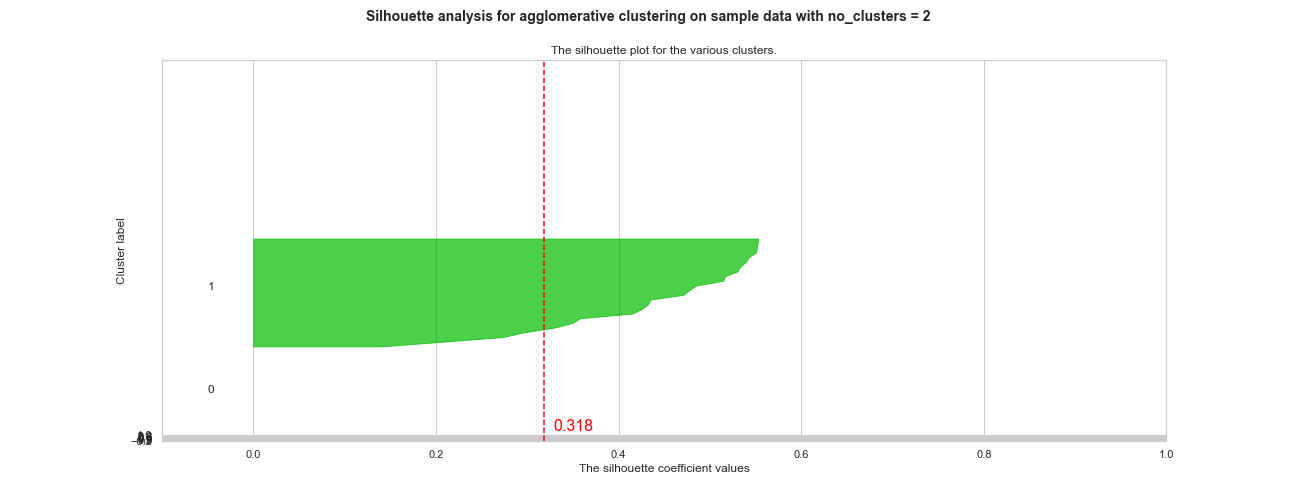 Silhouette analysis for agglomerative clustering on sample data with no_clusters = 2
The silhouette plot for the various clusters.
Cluster label
1
0
0.318
0.0 0.2 0.4 0.6 0.8 1.0
The silhouette coefficient values